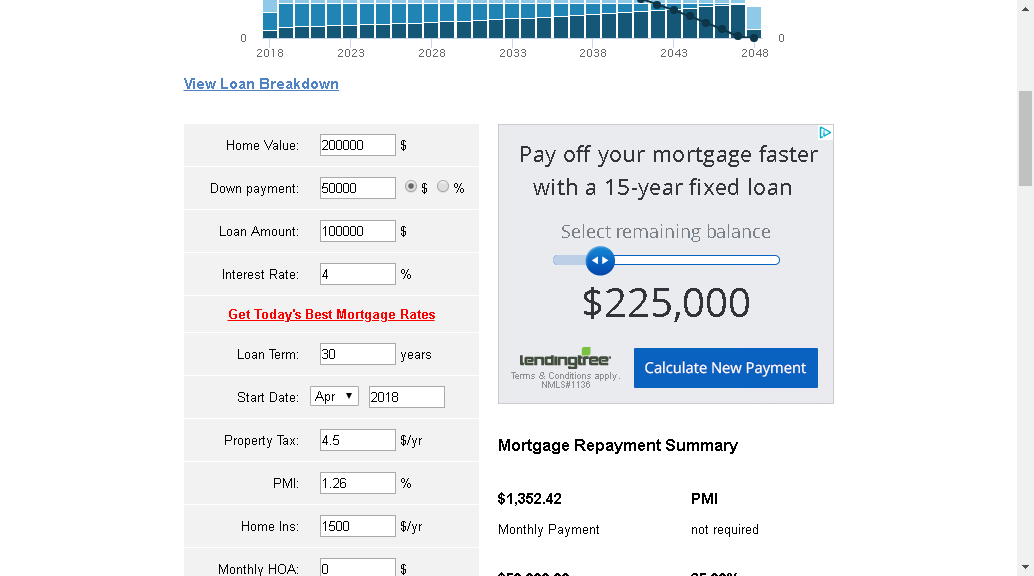 0
0
2018 2023 2028 2033 2038 2043 2048
View Loan Breakdown
Home Value: 200000 $
Down payment: 50000 $ %
Loan Amount: 100000 $
Interest Rate: 4 %
Get Today's Best Mortgage Rates
Loan Term: 30 years
Start Date: Apr 2018
Property Tax: 4.5 $/yr
PMI: 1.26 %
Home Ins: 1500 $/yr
Monthly HOA: 0 $
Pay off your mortgage faster
with a 15-year fixed loan
Select remaining balance
$225,000
lendingtree
Terms & Conditions apply.
NMLS#1136
Calculate New Payment
Mortgage Repayment Summary
$1,352.42 PMI
Monthly Payment not required